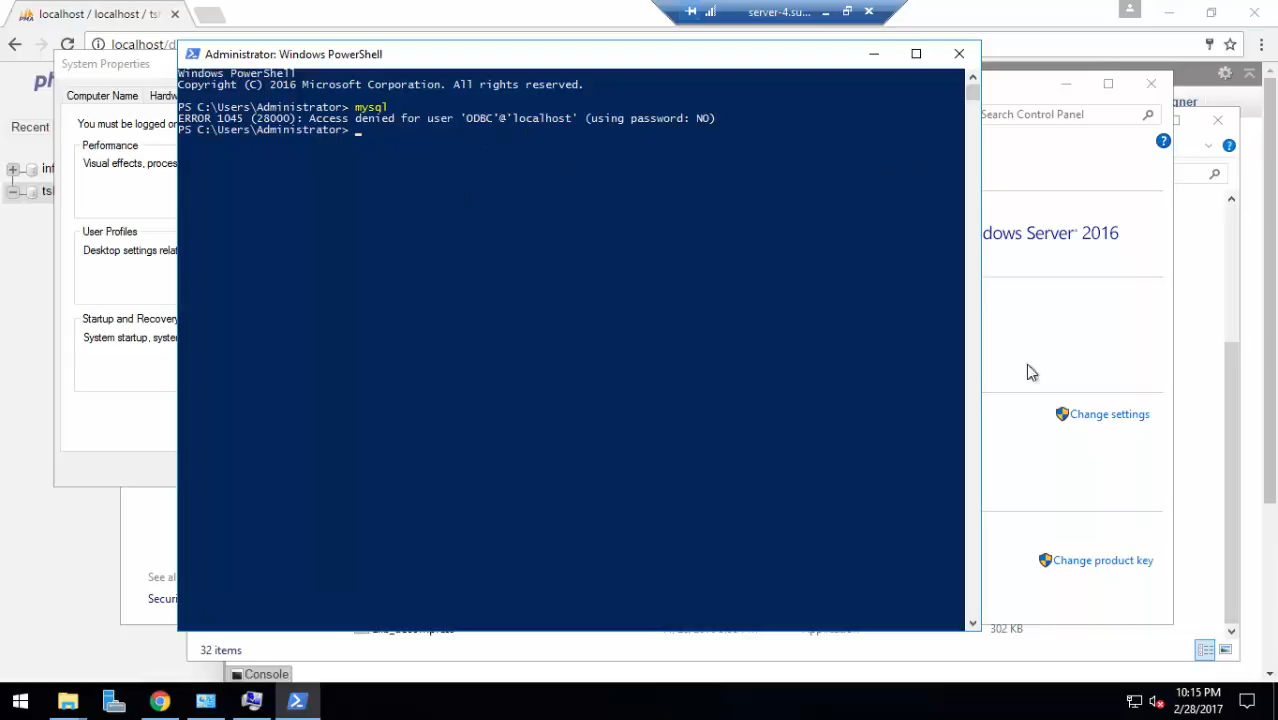 localhost / localhost / ts
server-4.su...
localhost/
Administrator: Windows PowerShell
System Properties
Windows PowerShell
Copyright (C) 2016 Microsoft Corporation. All rights reserved.
Computer Name
PS C:\Users\Administrator> mysql
ERROR 1045 (28000): Access denied for user 'ODBC'@'localhost' (using password: NO)
PS C:\Users\Administrator> _
Search Control Panel
Recent
You must be logged on
Performance
Visual effects, proce
User Profiles
Desktop settings rela
Startup and Recovery
System startup, syste
dows Server 2016
Change settings
Change product key
See al
Securi
302 KB
32 items
Console
10:15 PM
2/28/2017